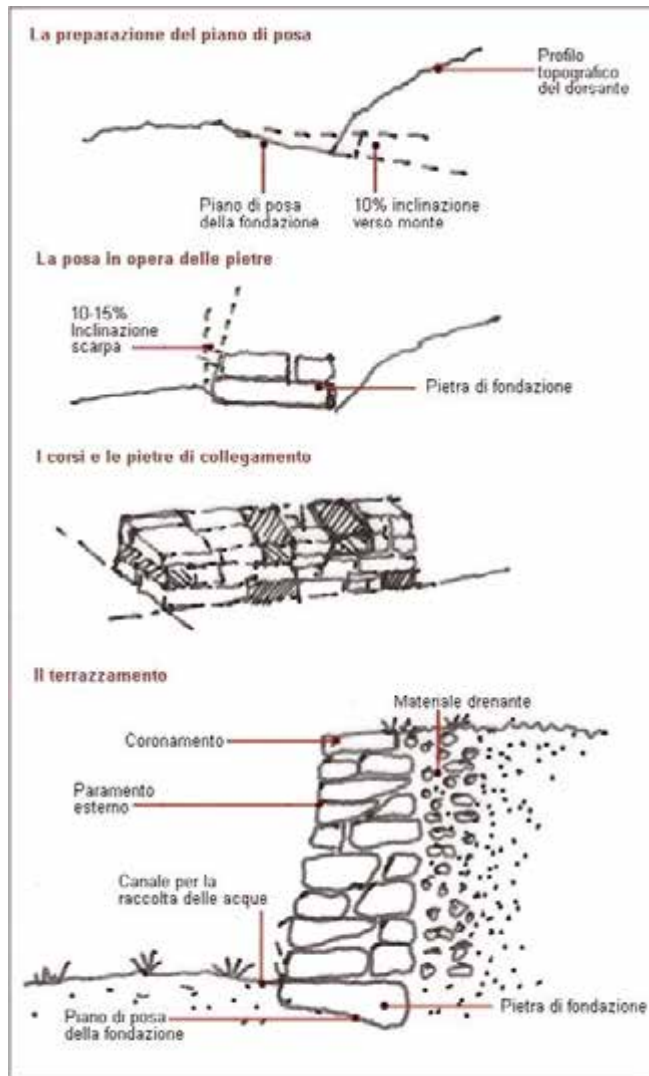 La preparazione del piano di posa
Profilo
topografico
del dorsante
Piano di posa
della fondazione
10% inclinazione
verso monte
La posa in opera delle pietre
10-15%
Inclinazione
scarpa
Pietra di fondazione
I corsi e le pietre di collegamento
Il terrazzamento
Materiale drenante
Coronamento
Paramento
esterno
Canale per la
raccolta delle acque
Piano di posa
della fondazione
Pietra di fondazione